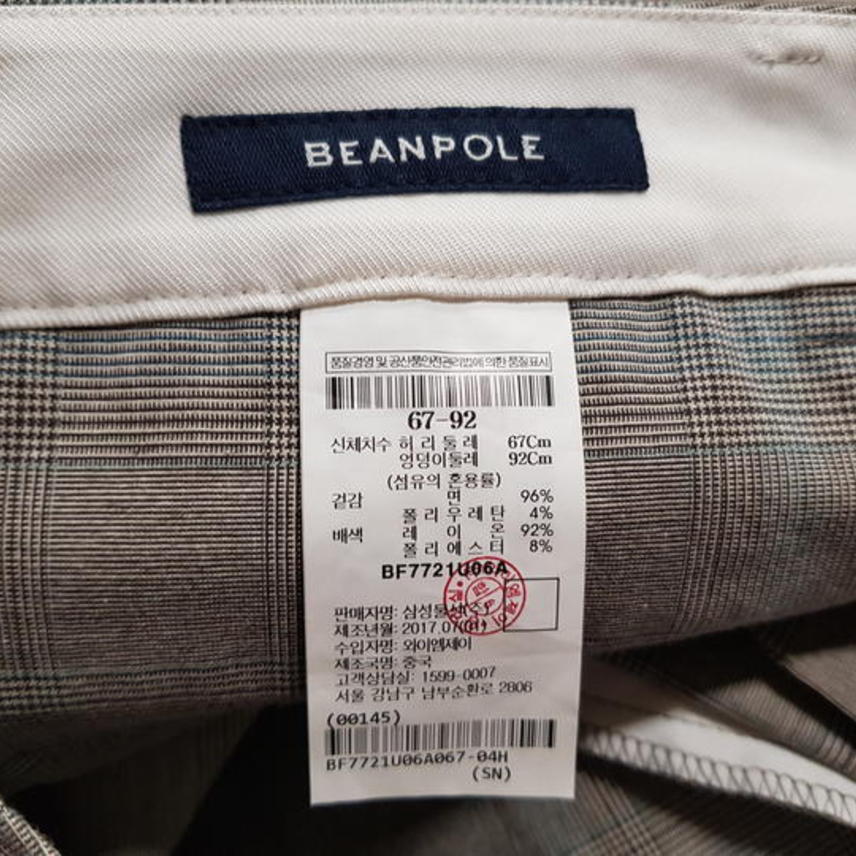 BEANPOLE
품질경영 및 공산품안전관리법에 의한 품질표시
67-92
신체치수 허 리 둘 레 67Cm
엉덩이둘레 92Cm
(섬유의 혼용률)
겉감 면 96%
폴 리 우 레 탄 4%
배색 레 이 온 92%
폴 리 에 스 터 8%
BF7721U06A
판매자명: 삼성물산(주)
제조년월: 2017.07(01)
수입자명: 와이엠제이
제조국명: 중국
고객상담실: 1599-0007
서울 강남구 남부순환로 2806
(00145)
BF7721U06A067-04H
(SN)